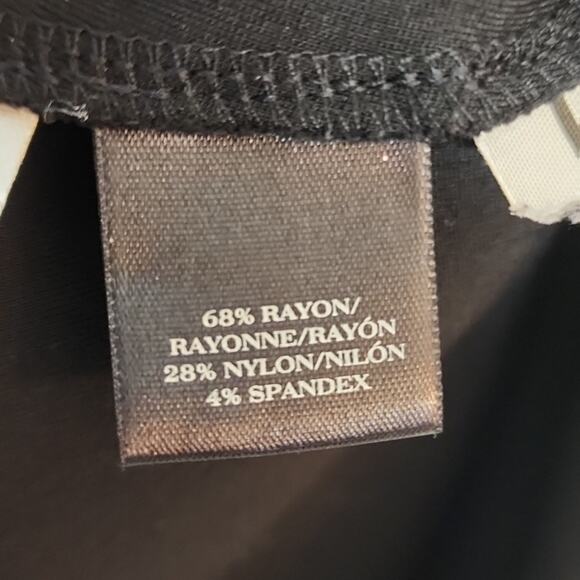 68% RAYON/
RAYONNE/RAYÓN
28% NYLON/NILÓN
4% SPANDEX